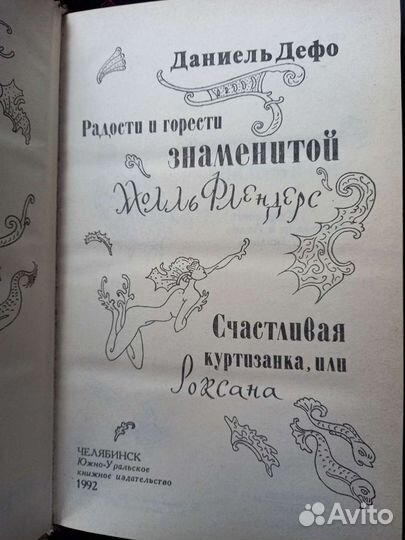 Даниель Дефо
Радости и горести
знаменитой
Молль Флендерс
Счастливая
куртизанка, или
Роксана
ЧЕЛЯБИНСК
Южно-Уральское
книжное издательство
1992
Avito